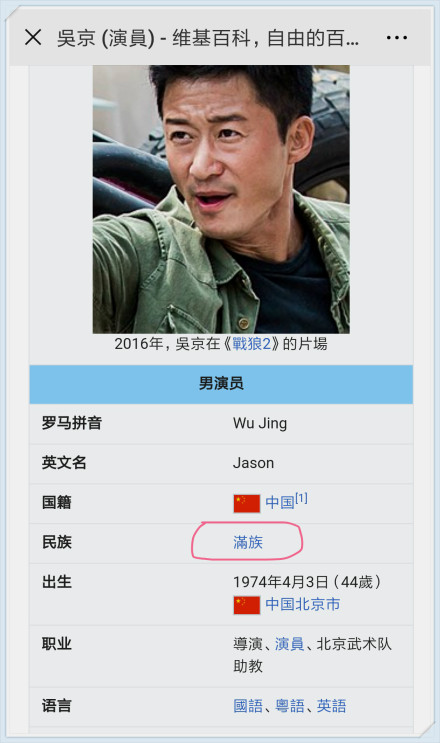 吳京 (演員) - 维基百科，自由的百...
2016年，吳京在《戰狼2》的片場
男演员
罗马拼音 Wu Jing
英文名 Jason
国籍 中国[1]
民族 滿族
出生 1974年4月3日（44歲）
中国北京市
职业 導演、演員、北京武术队
助教
语言 國語、粵語、英語